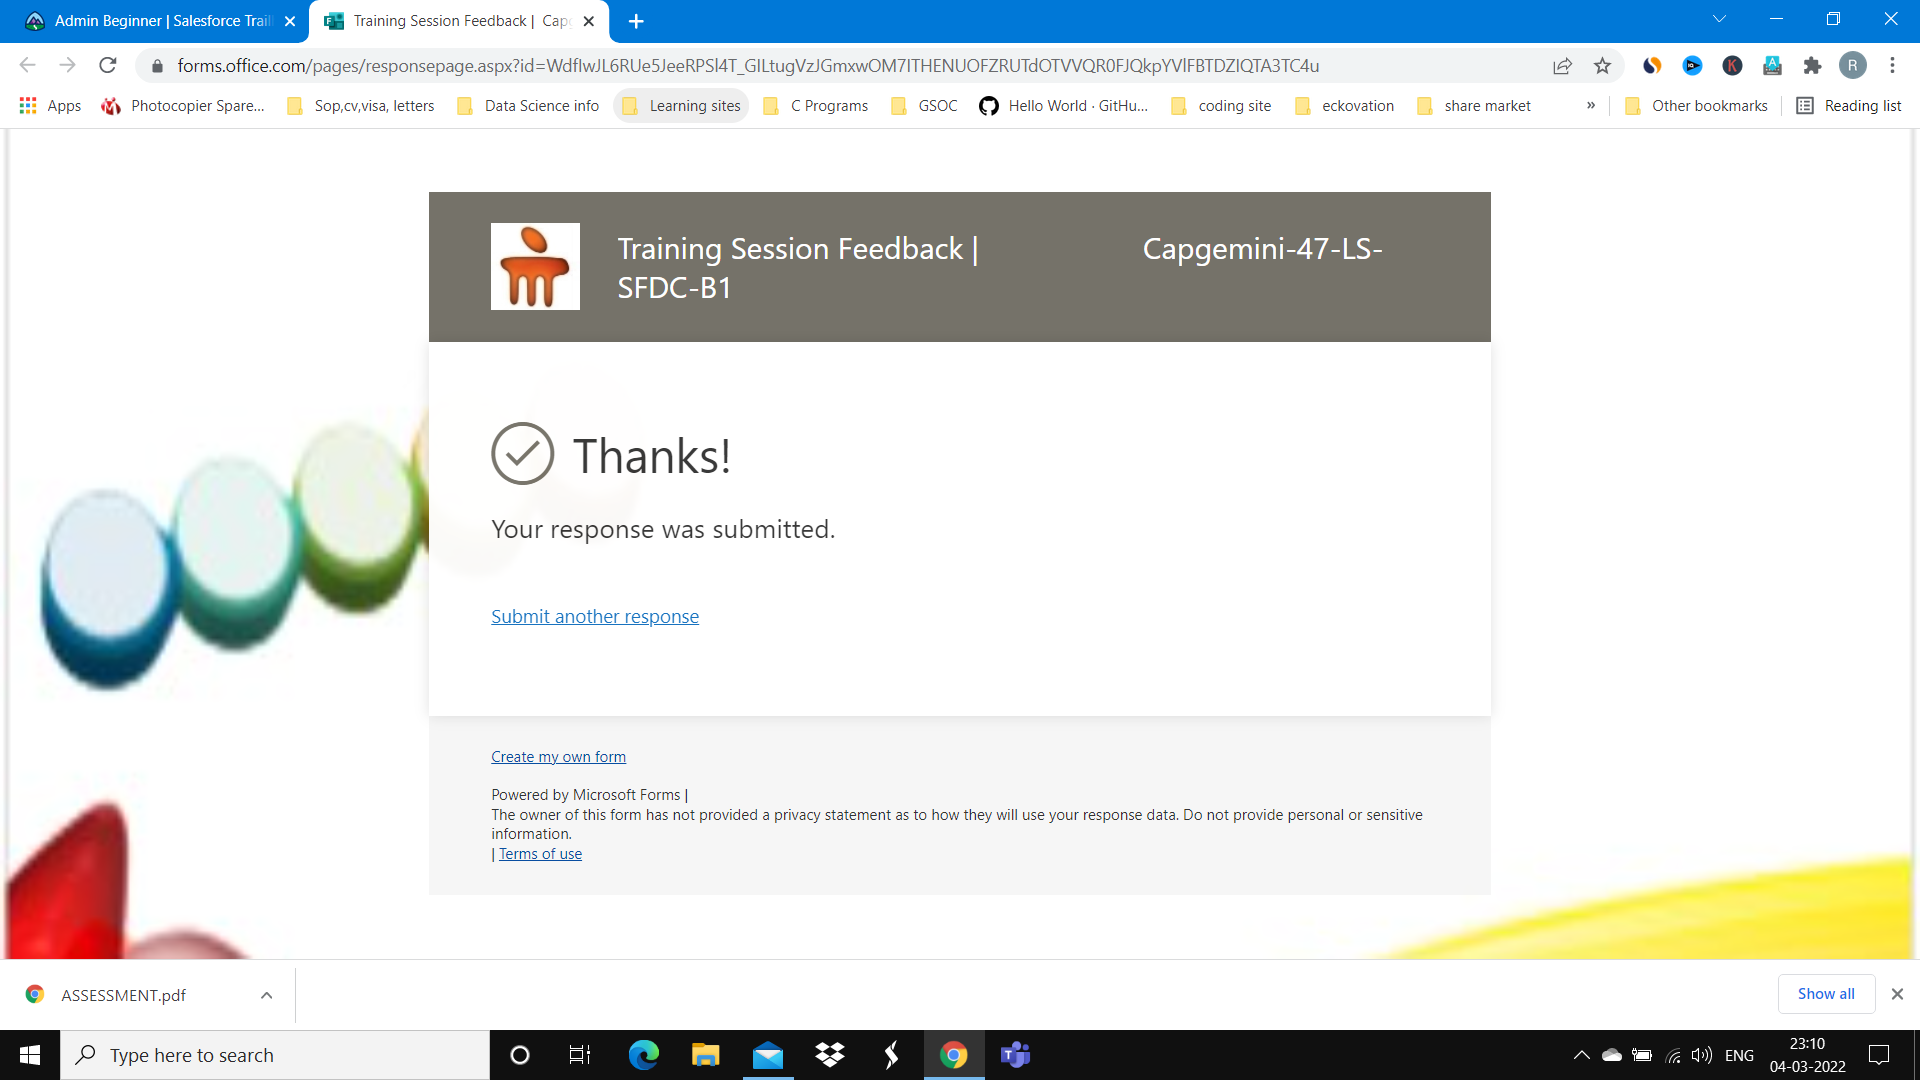 Admin Beginner | Salesforce Trail
Training Session Feedback | Capg
forms.office.com/pages/responsepage.aspx?id=WdfIwJL6RUe5JeeRPSl4T_GlLtugVzJGmxwOM7ITHENUOFZRUTdOTVVQR0FJQkpYVlFBTDZIQTA3TC4u
R
Apps
Photocopier Spare...
Sop,cv,visa, letters
Data Science info
Learning sites
C Programs
GSOC
Hello World · GitHu...
coding site
eckovation
share market
»
Other bookmarks
Reading list
Training Session Feedback | Capgemini-47-LS-
SFDC-B1
Thanks!
Your response was submitted.
Submit another response
Create my own form
Powered by Microsoft Forms |
The owner of this form has not provided a privacy statement as to how they will use your response data. Do not provide personal or sensitive
information.
| Terms of use
ASSESSMENT.pdf
Show all
Type here to search
ENG
23:10
04-03-2022